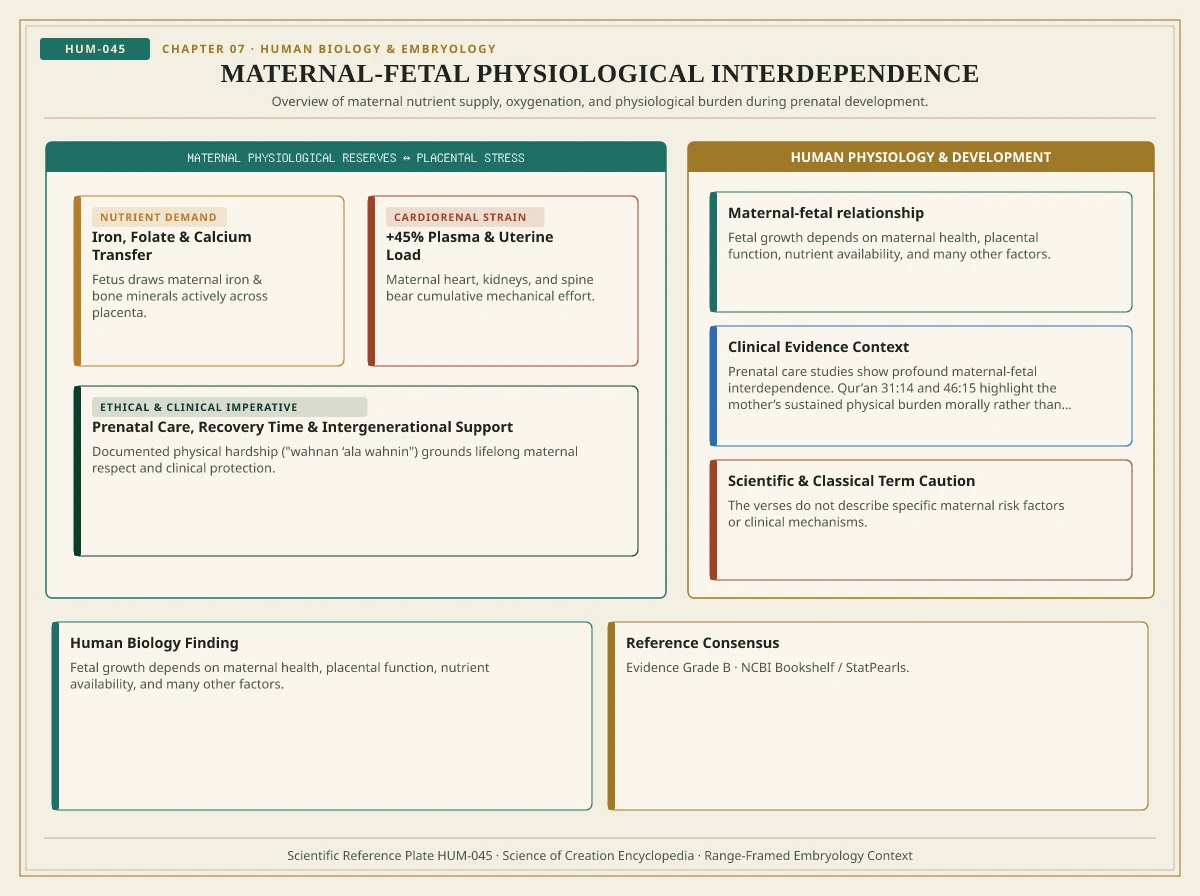 HUM-045
CHAPTER 07 · HUMAN BIOLOGY & EMBRYOLOGY
MATERNAL-FETAL PHYSIOLOGICAL INTERDEPENDENCE
Overview of maternal nutrient supply, oxygenation, and physiological burden during prenatal development.
MATERNAL PHYSIOLOGICAL RESERVES ↔ PLACENTAL STRESS
NUTRIENT DEMAND
Iron, Folate & Calcium
Transfer
Fetus draws maternal iron &
bone minerals actively across
placenta.
CARDIORENAL STRAIN
+45% Plasma & Uterine
Load
Maternal heart, kidneys, and spine
bear cumulative mechanical effort.
ETHICAL & CLINICAL IMPERATIVE
Prenatal Care, Recovery Time & Intergenerational Support
Documented physical hardship ("wahnan ‘ala wahnin") grounds lifelong maternal
respect and clinical protection.
HUMAN PHYSIOLOGY & DEVELOPMENT
Maternal-fetal relationship
Fetal growth depends on maternal health, placental
function, nutrient availability, and many other factors.
Clinical Evidence Context
Prenatal care studies show profound maternal-fetal
interdependence. Qur’an 31:14 and 46:15 highlight the
mother’s sustained physical burden morally rather than...
Scientific & Classical Term Caution
The verses do not describe specific maternal risk factors
or clinical mechanisms.
Human Biology Finding
Fetal growth depends on maternal health, placental function, nutrient
availability, and many other factors.
Reference Consensus
Evidence Grade B · NCBI Bookshelf / StatPearls.
Scientific Reference Plate HUM-045 · Science of Creation Encyclopedia · Range-Framed Embryology Context